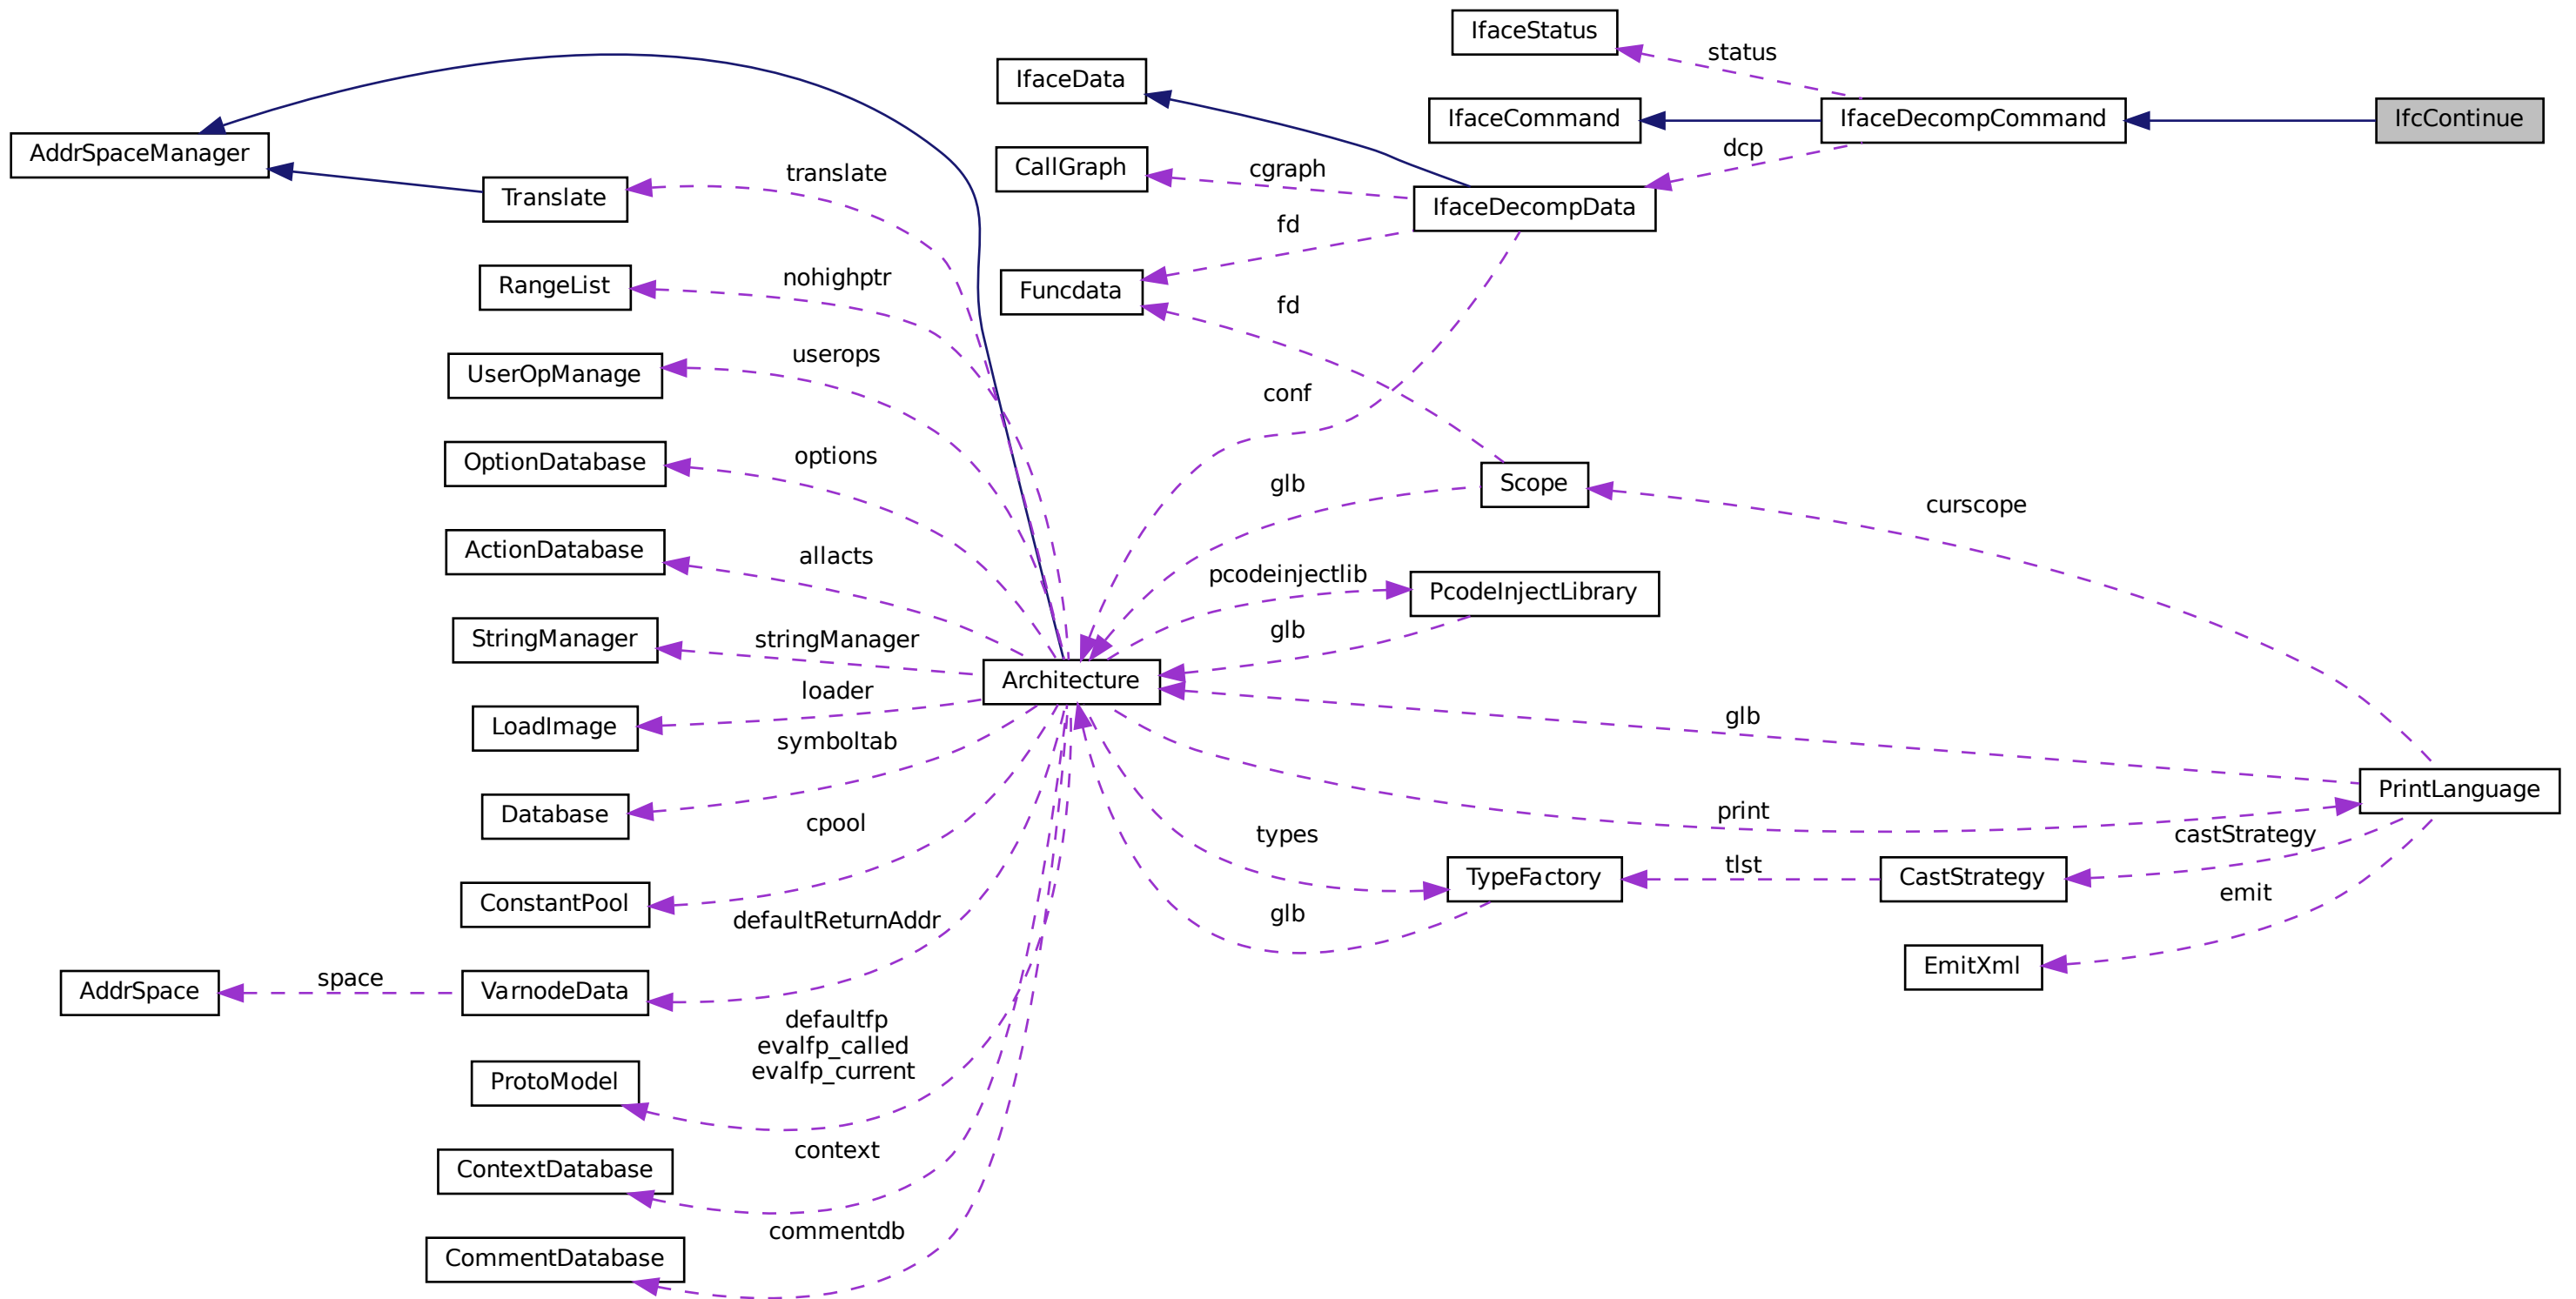 IfaceStatus
status
IfaceData
IfaceCommand
IfaceDecompCommand
IfcContinue
AddrSpaceManager
CallGraph
cgraph
dcp
translate
Translate
IfaceDecompData
fd
RangeList
nohighptr
Funcdata
fd
userops
UserOpManage
conf
options
OptionDatabase
glb
Scope
curscope
ActionDatabase
allacts
pcodeinjectlib
PcodeInjectLibrary
StringManager
stringManager
glb
Architecture
loader
LoadImage
glb
symboltab
PrintLanguage
print
Database
cpool
types
castStrategy
TypeFactory
tlst
CastStrategy
ConstantPool
emit
defaultReturnAddr
glb
EmitXml
AddrSpace
space
VarnodeData
defaultfp
evalfp_called
evalfp_current
ProtoModel
context
ContextDatabase
commentdb
CommentDatabase